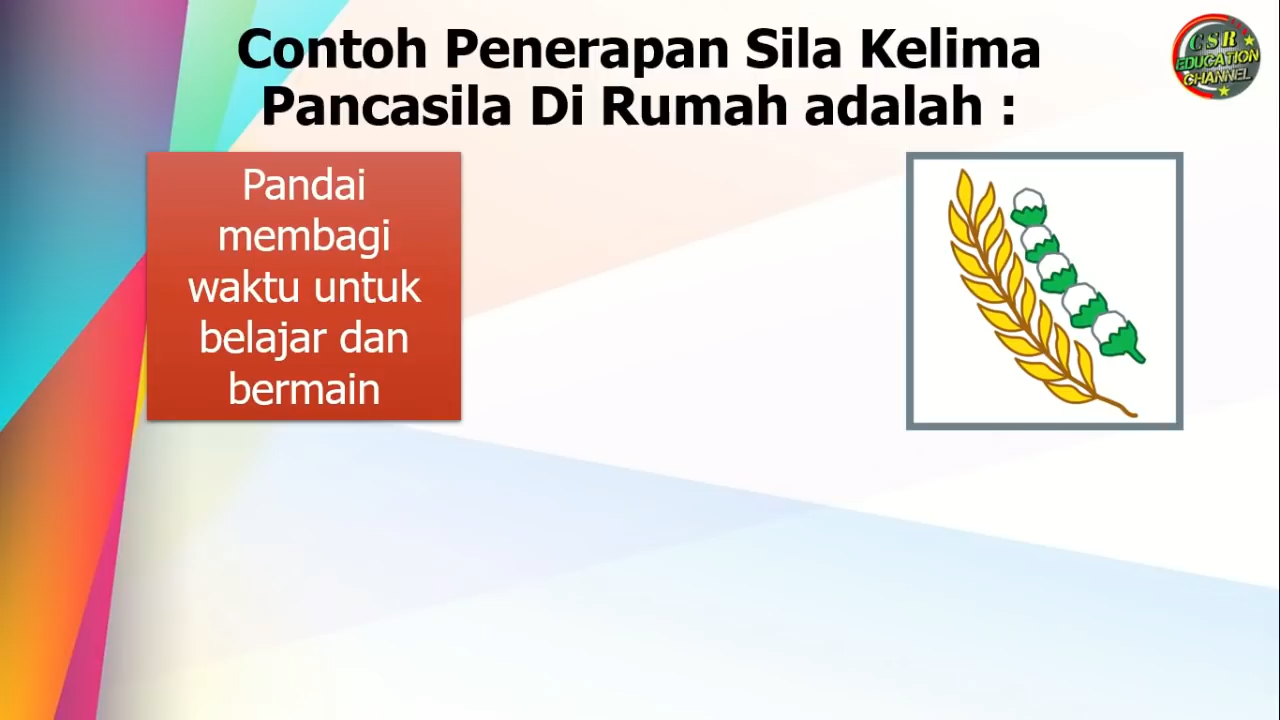 Contoh Penerapan Sila Kelima
Pancasila Di Rumah adalah :
CSR
EDUCATION
CHANNEL
Pandai
membagi
waktu untuk
belajar dan
bermain